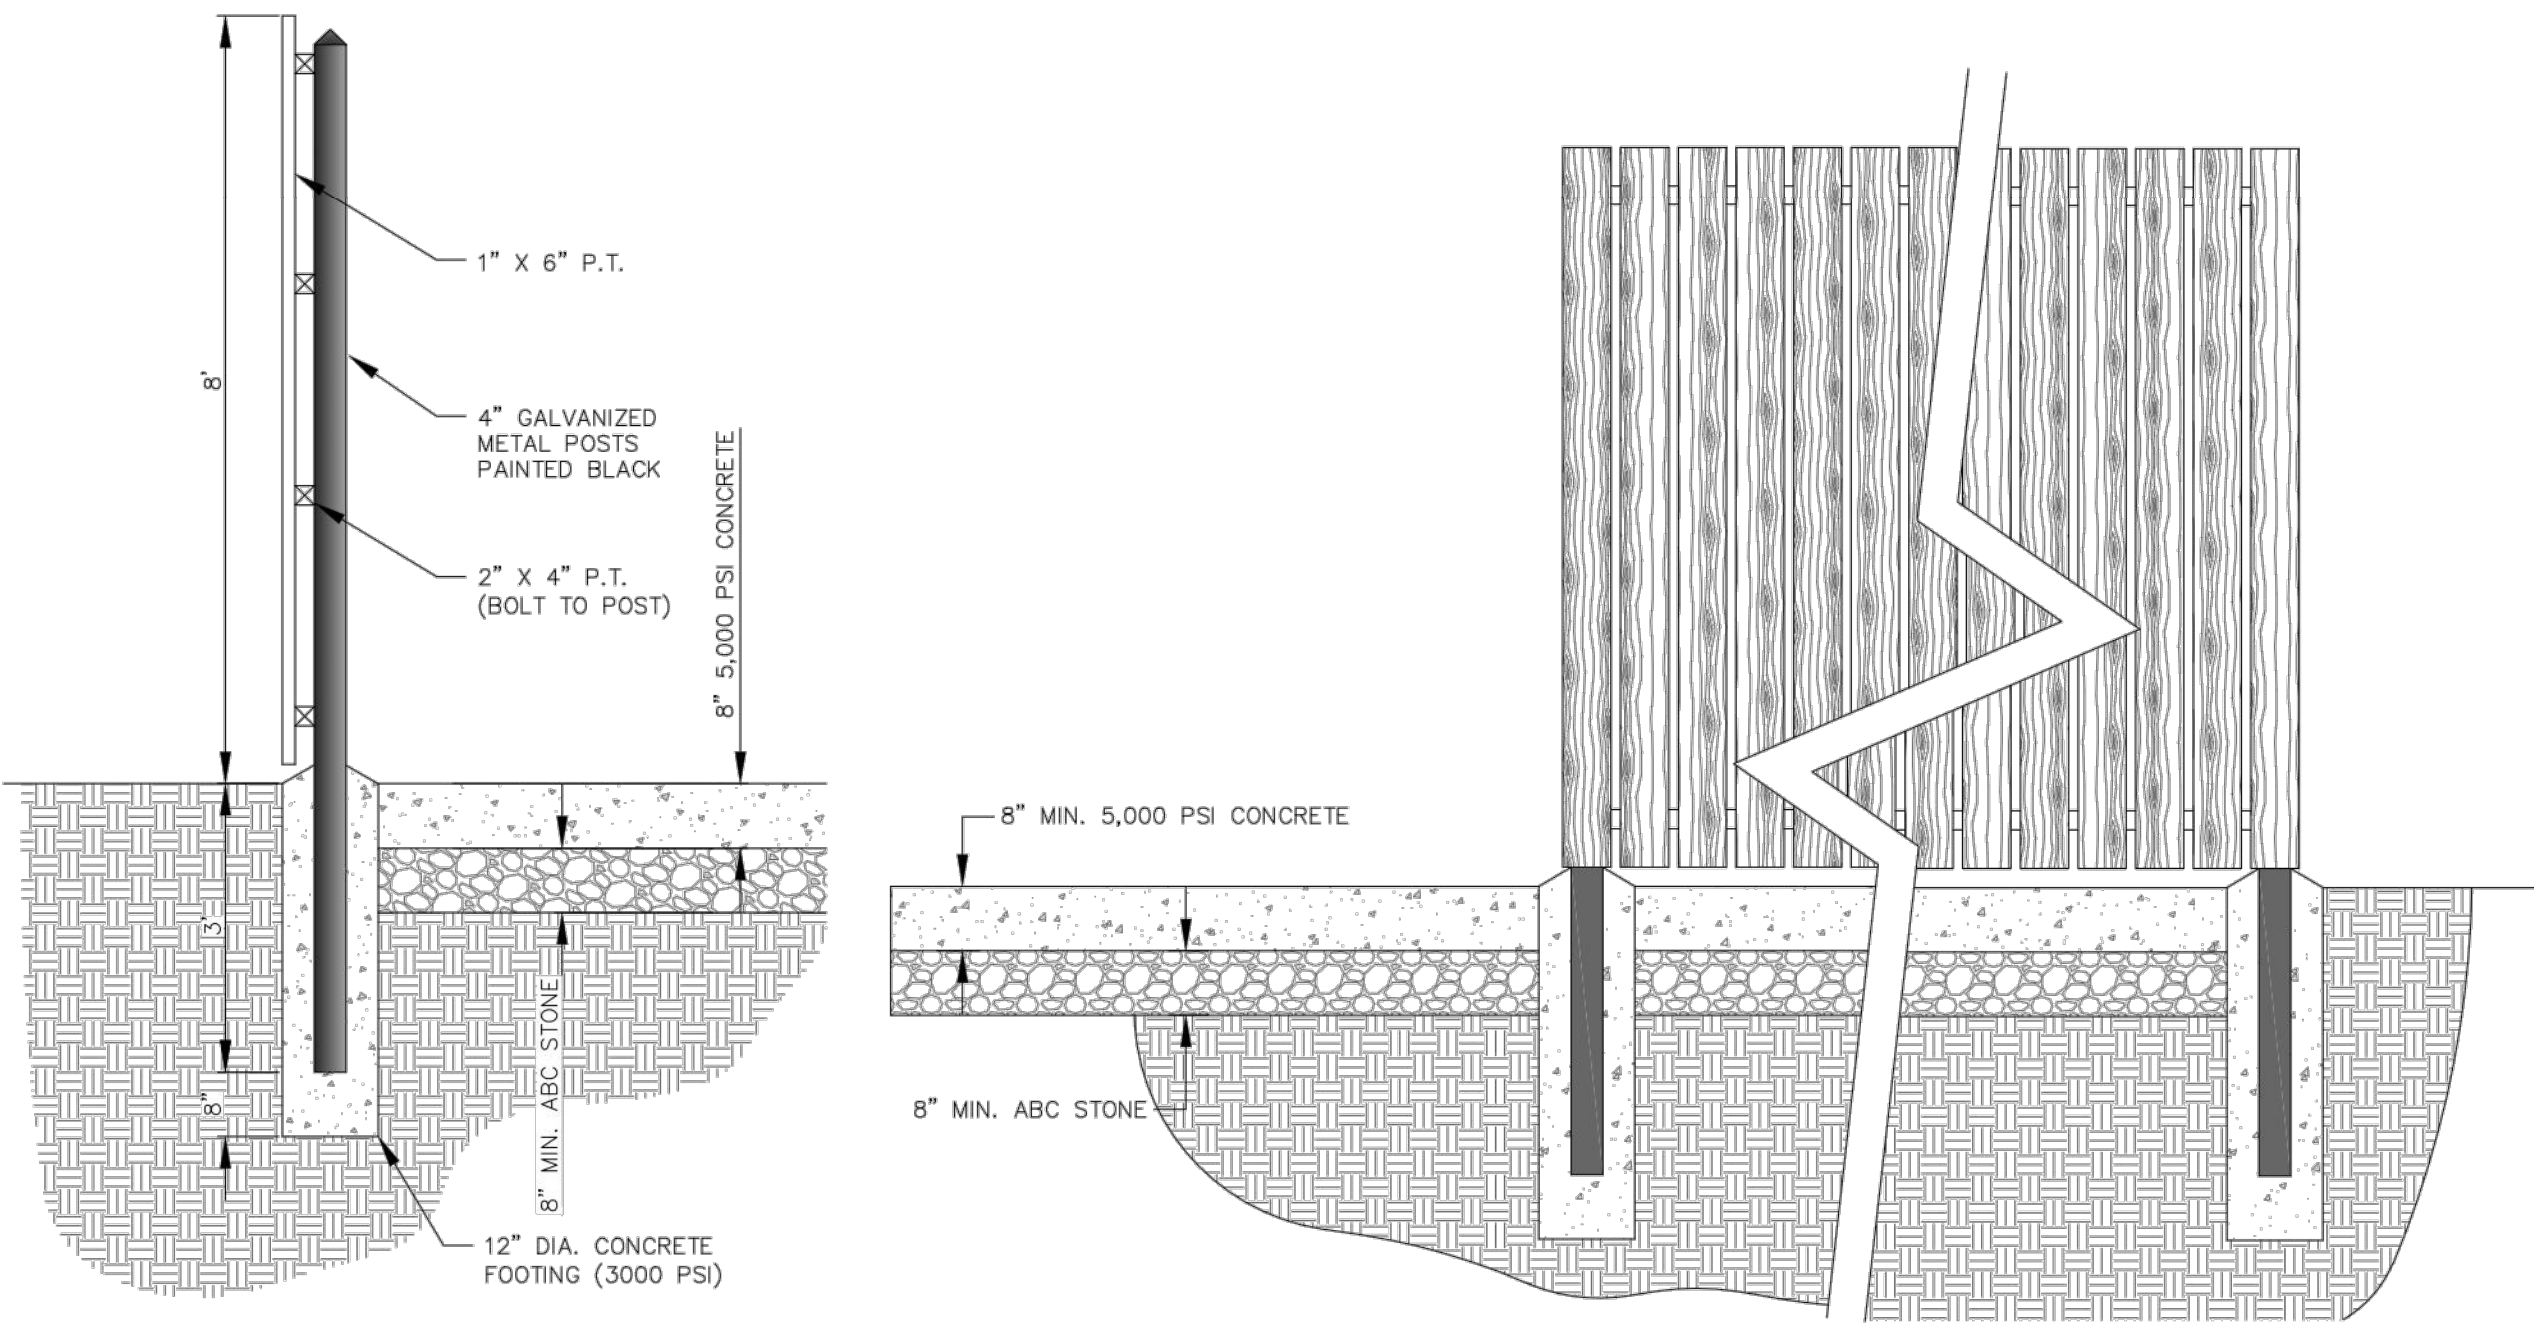 8'
1" X 6" P.T.
4" GALVANIZED
METAL POSTS
PAINTED BLACK
2" X 4" P.T.
(BOLT TO POST)
8" 5,000 PSI CONCRETE
3'
8"
8" MIN. ABC STONE
12" DIA. CONCRETE
FOOTING (3000 PSI)
8" MIN. 5,000 PSI CONCRETE
8" MIN. ABC STONE